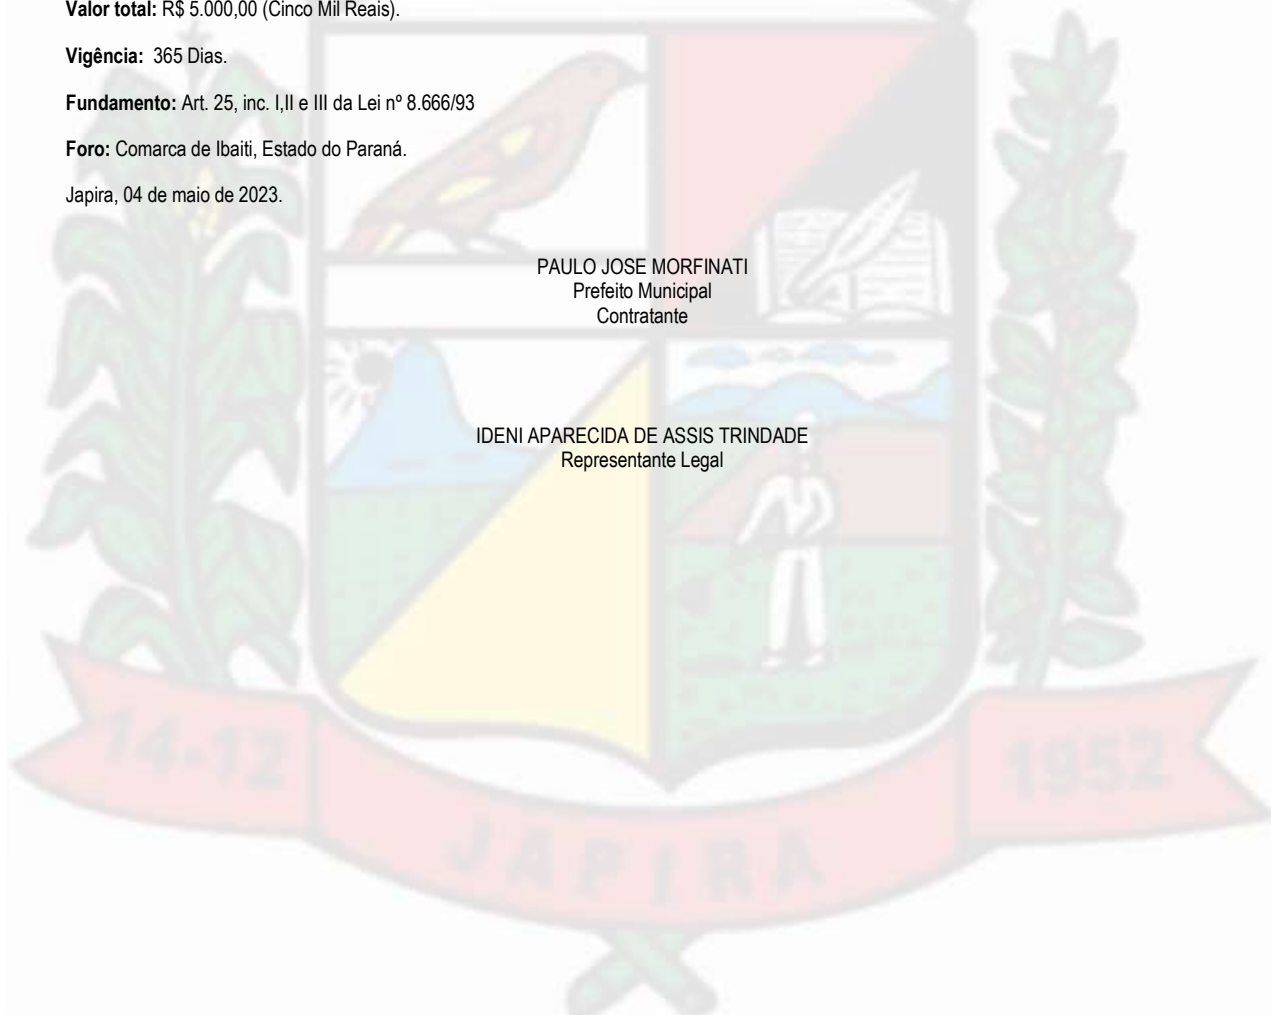 Valor total: R$ 5.000,00 (Cinco Mil Reais).
Vigência: 365 Dias.
Fundamento: Art. 25, inc. I,II e III da Lei nº 8.666/93
Foro: Comarca de Ibaiti, Estado do Paraná.
Japira, 04 de maio de 2023.
PAULO JOSE MORFINATI
Prefeito Municipal
Contratante
IDENI APARECIDA DE ASSIS TRINDADE
Representante Legal
14-12
1952
JAPIRA